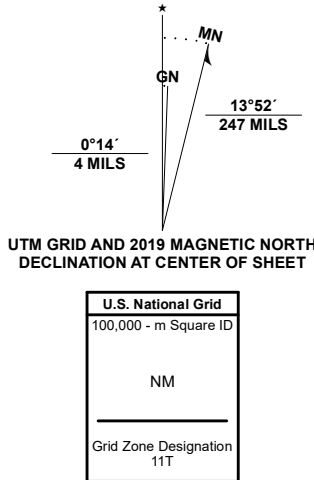 ★
MN
GN
13°52´
247 MILS
0°14´
4 MILS
UTM GRID AND 2019 MAGNETIC NORTH
DECLINATION AT CENTER OF SHEET
U.S. National Grid
100,000 - m Square ID
NM
Grid Zone Designation
11T